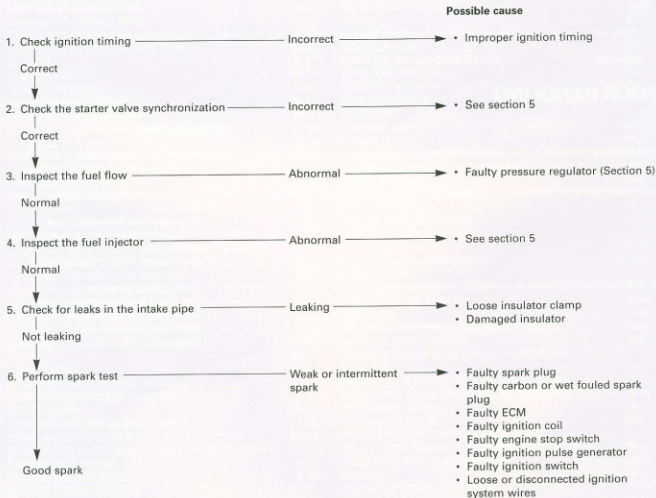 Possible cause
1. Check ignition timing Incorrect • Improper ignition timing
Correct
2. Check the starter valve synchronization Incorrect • See section 5
Correct
3. Inspect the fuel flow Abnormal • Faulty pressure regulator (Section 5)
Normal
4. Inspect the fuel injector Abnormal • See section 5
Normal
5. Check for leaks in the intake pipe Leaking • Loose insulator clamp
• Damaged insulator
Not leaking
6. Perform spark test Weak or intermittent • Faulty spark plug
spark • Faulty carbon or wet fouled spark
plug
• Faulty ECM
• Faulty ignition coil
• Faulty engine stop switch
• Faulty ignition pulse generator
Good spark • Faulty ignition switch
• Loose or disconnected ignition
system wires